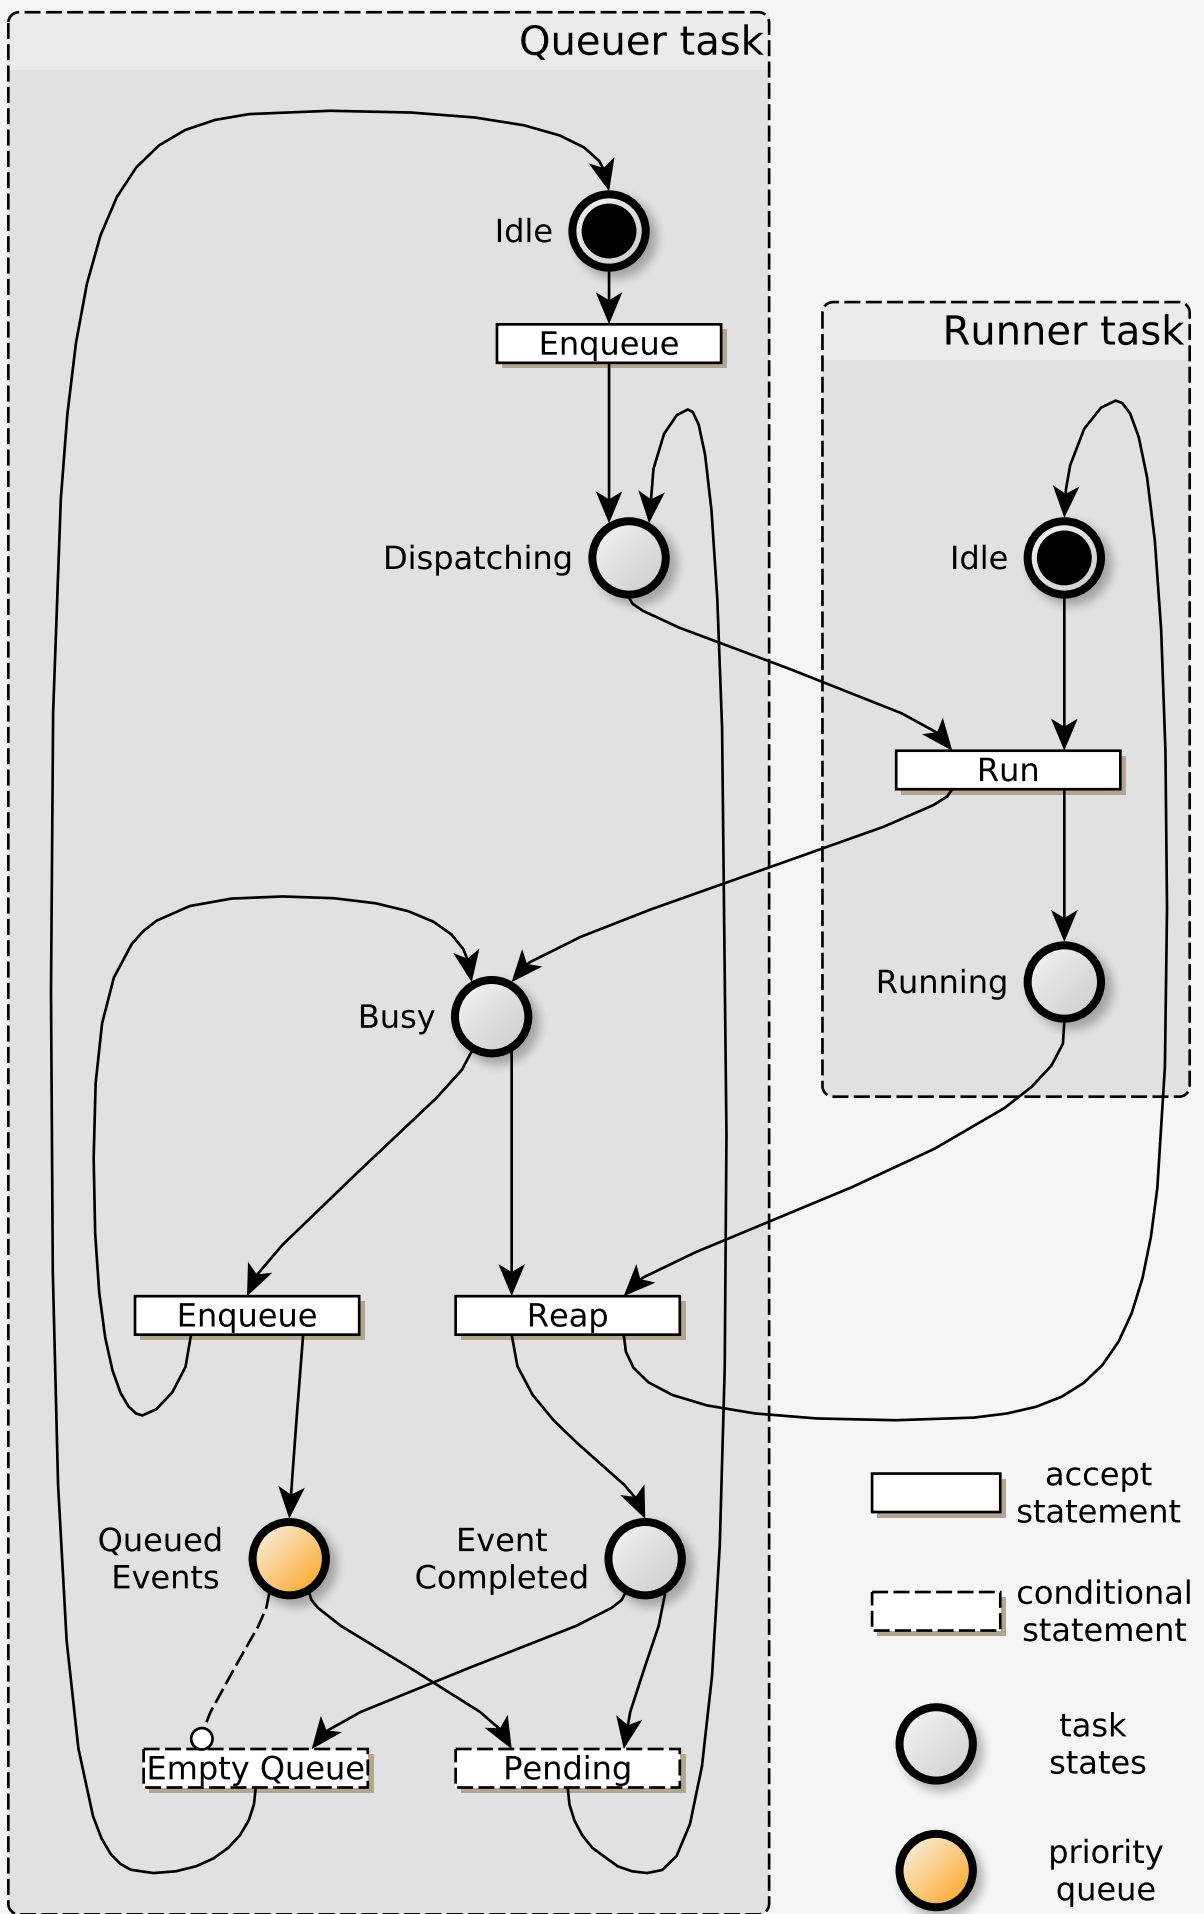 Queuer task
Idle
Enqueue
Runner task
Dispatching
Idle
Run
Running
Busy
Enqueue
Reap
Queued
Events
Event
Completed
Empty Queue
Pending
accept
statement
conditional
statement
task
states
priority
queue